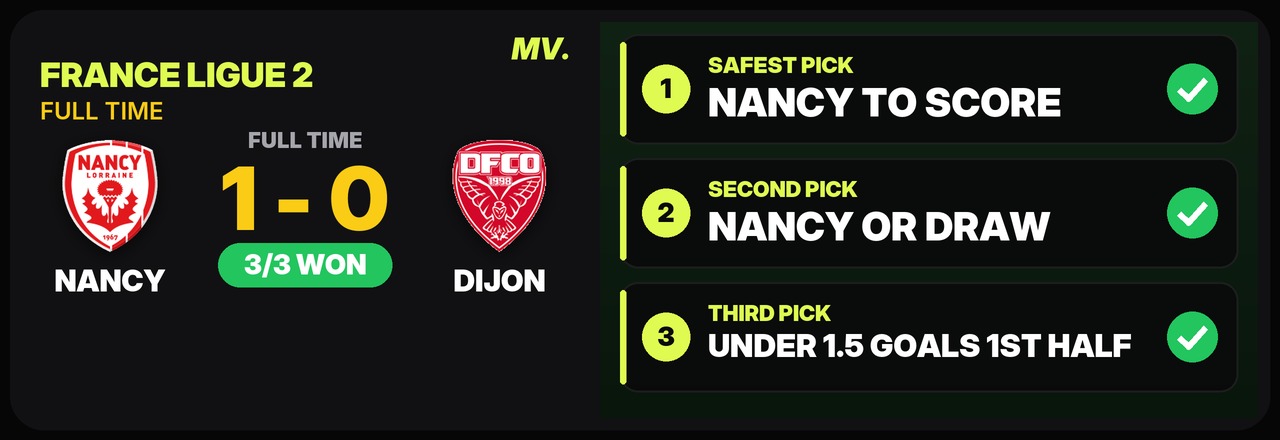 MV.
FRANCE LIGUE 2
FULL TIME
FULL TIME
NANCY
LORRAINE
1967
1 - 0
DFCO
1998
3/3 WON
NANCY
DIJON
1
SAFEST PICK
NANCY TO SCORE
2
SECOND PICK
NANCY OR DRAW
3
THIRD PICK
UNDER 1.5 GOALS 1ST HALF